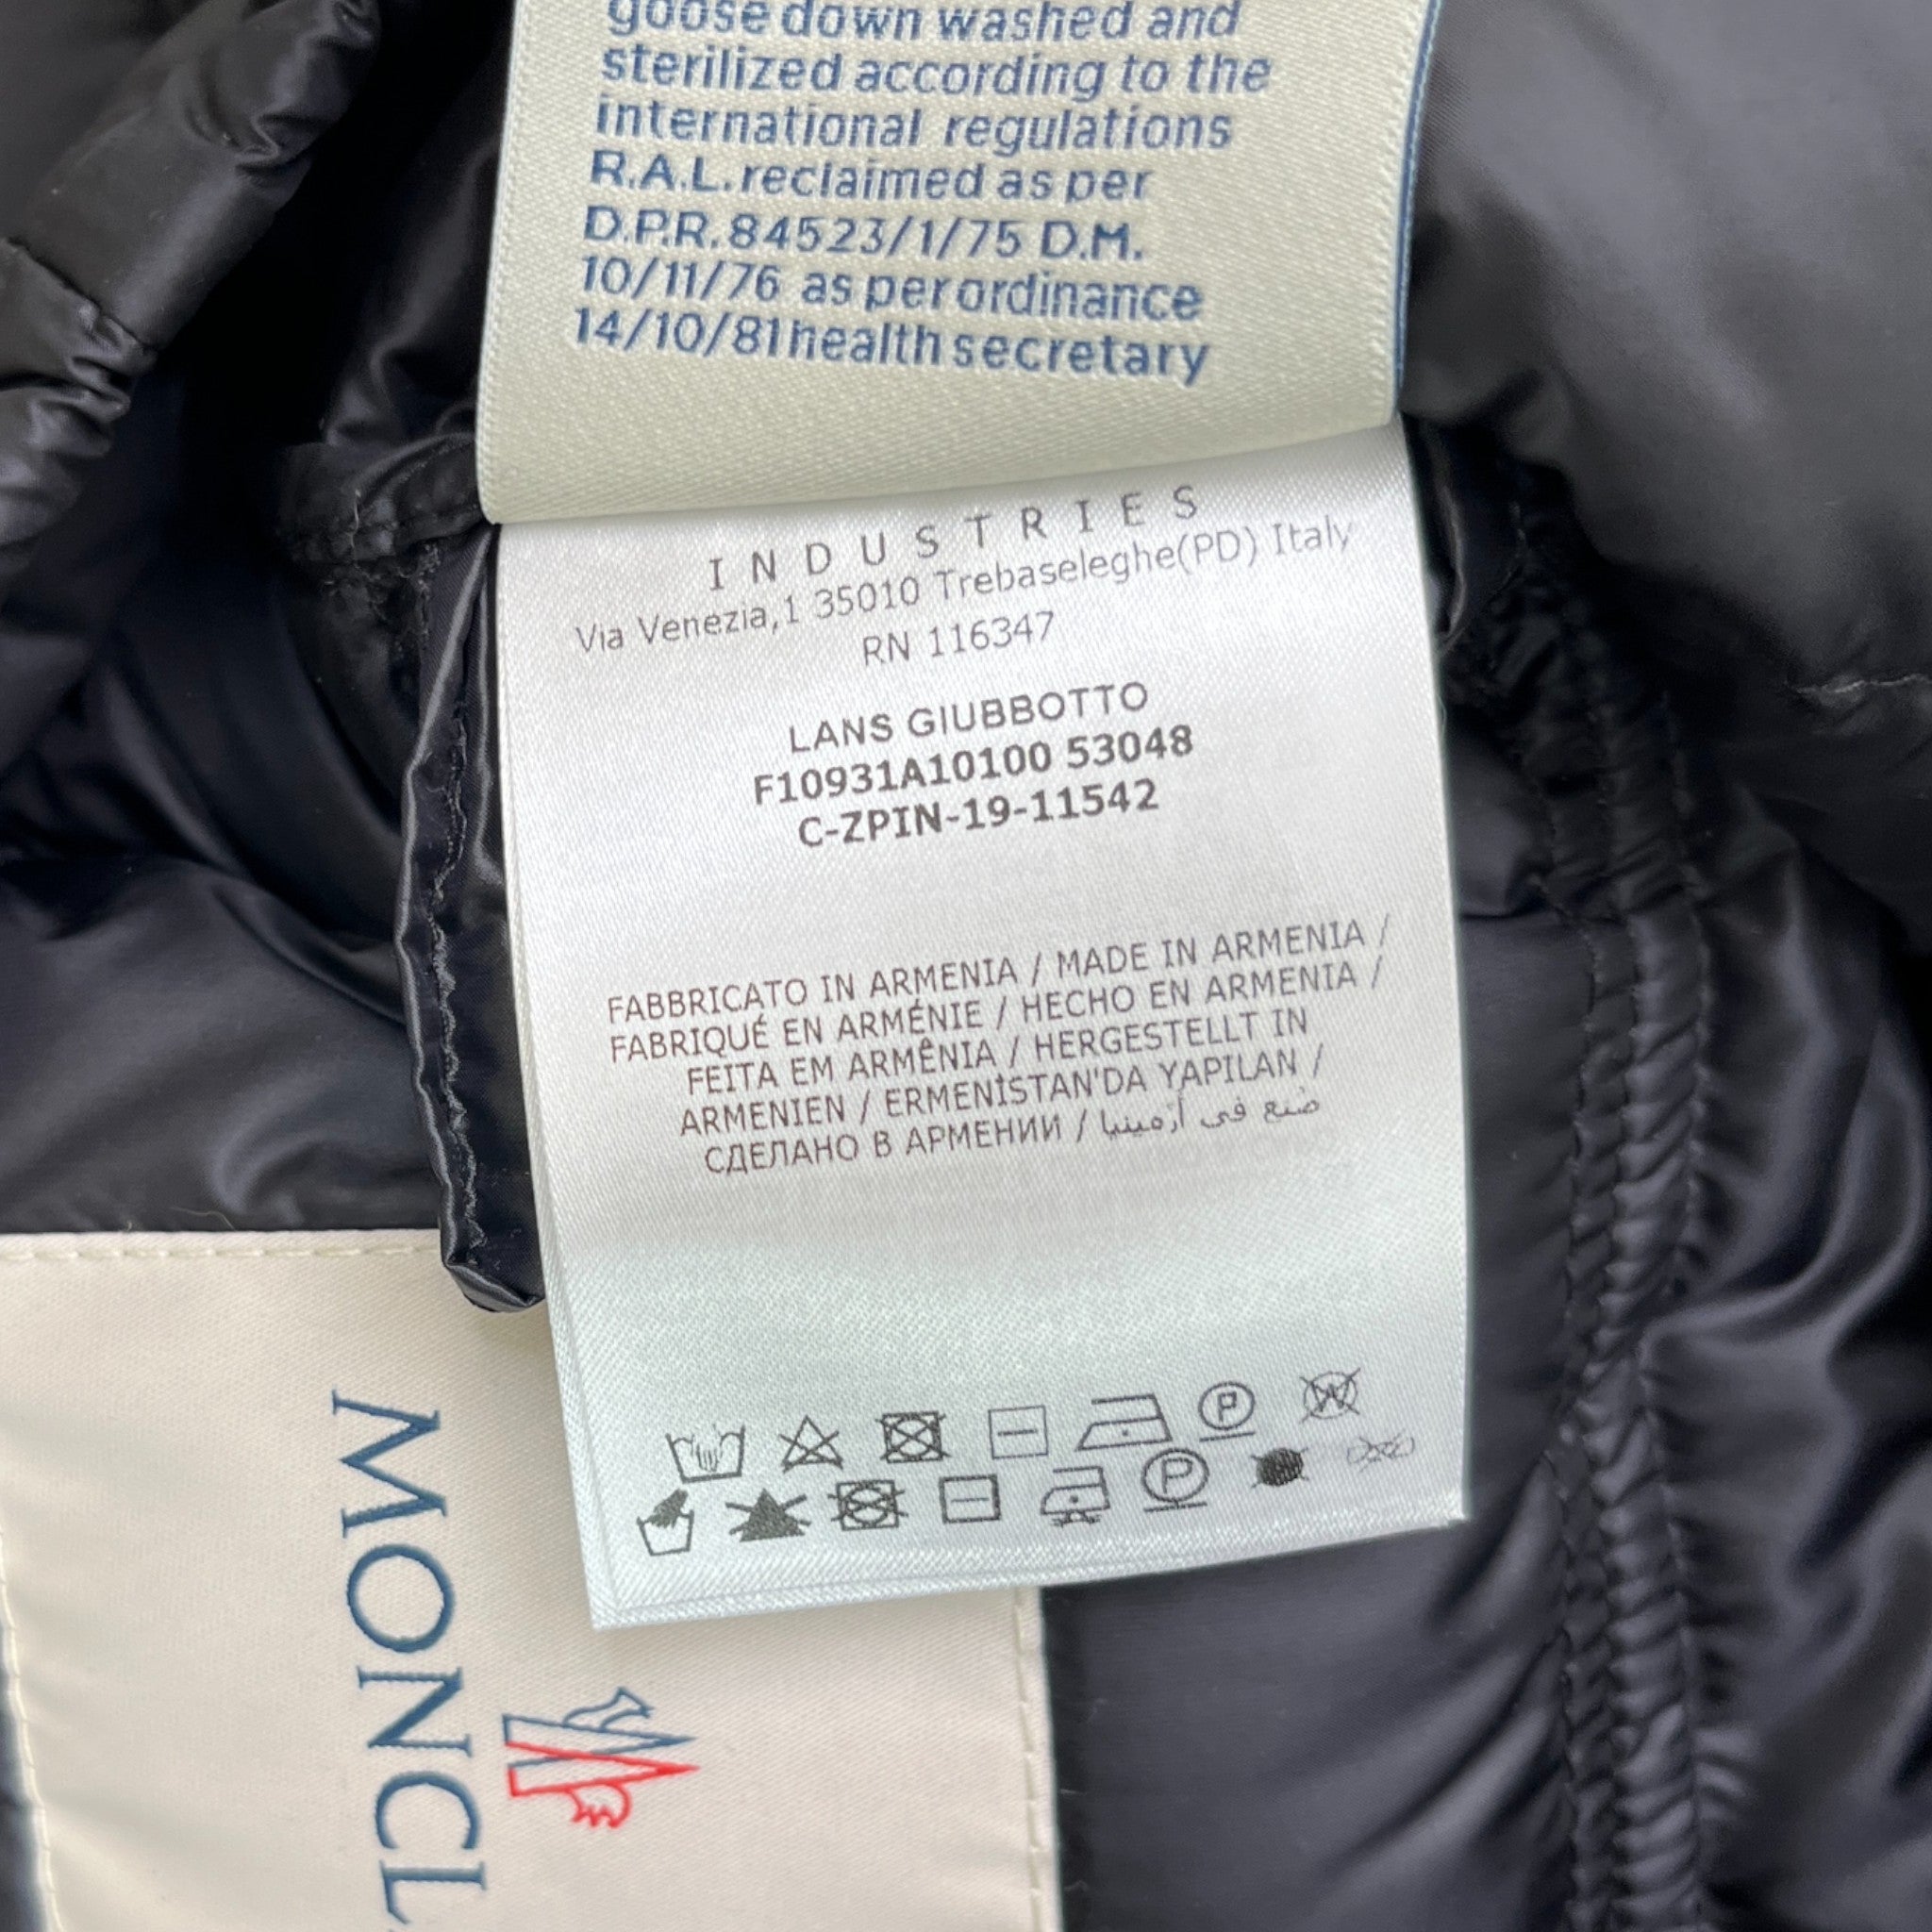 goose down washed and
sterilized according to the
international regulations
R.A.L. reclaimed as per
D.P.R. 84523/1/75 D.M.
10/11/76 as per ordinance
14/10/81 health secretary
INDUSTRIES
Via Venezia,1 35010 Trebaseleghe(PD) Italy
RN 116347
LANS GIUBBOTTO
F10931A10100 53048
C-ZPIN-19-11542
FABBRICATO IN ARMENIA / MADE IN ARMENIA /
FABRIQUÉ EN ARMÉNIE / HECHO EN ARMENIA /
FEITA EM ARMÊNIA / HERGESTELLT IN
ARMENIEN / ERMENİSTAN'DA YAPILAN /
СДЕЛАНО В АРМЕНИИ / صنع في أرمينيا
P W
P
MONCL